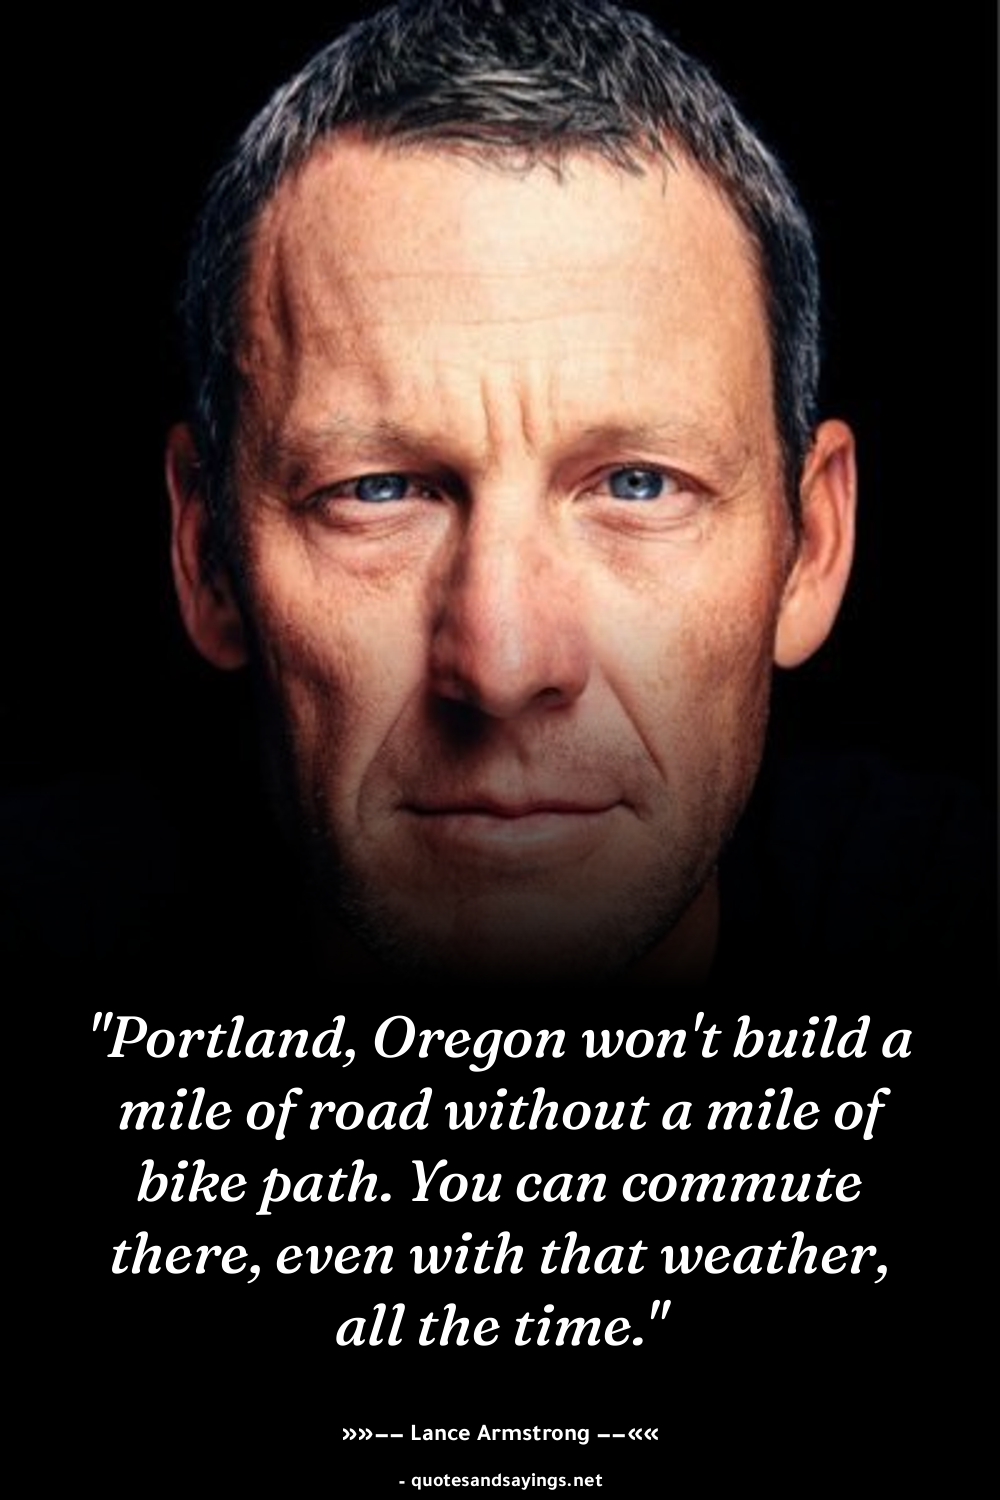 "Portland, Oregon won't build a
mile of road without a mile of
bike path. You can commute
there, even with that weather,
all the time."
»»–– Lance Armstrong ––««
- quotesandsayings.net